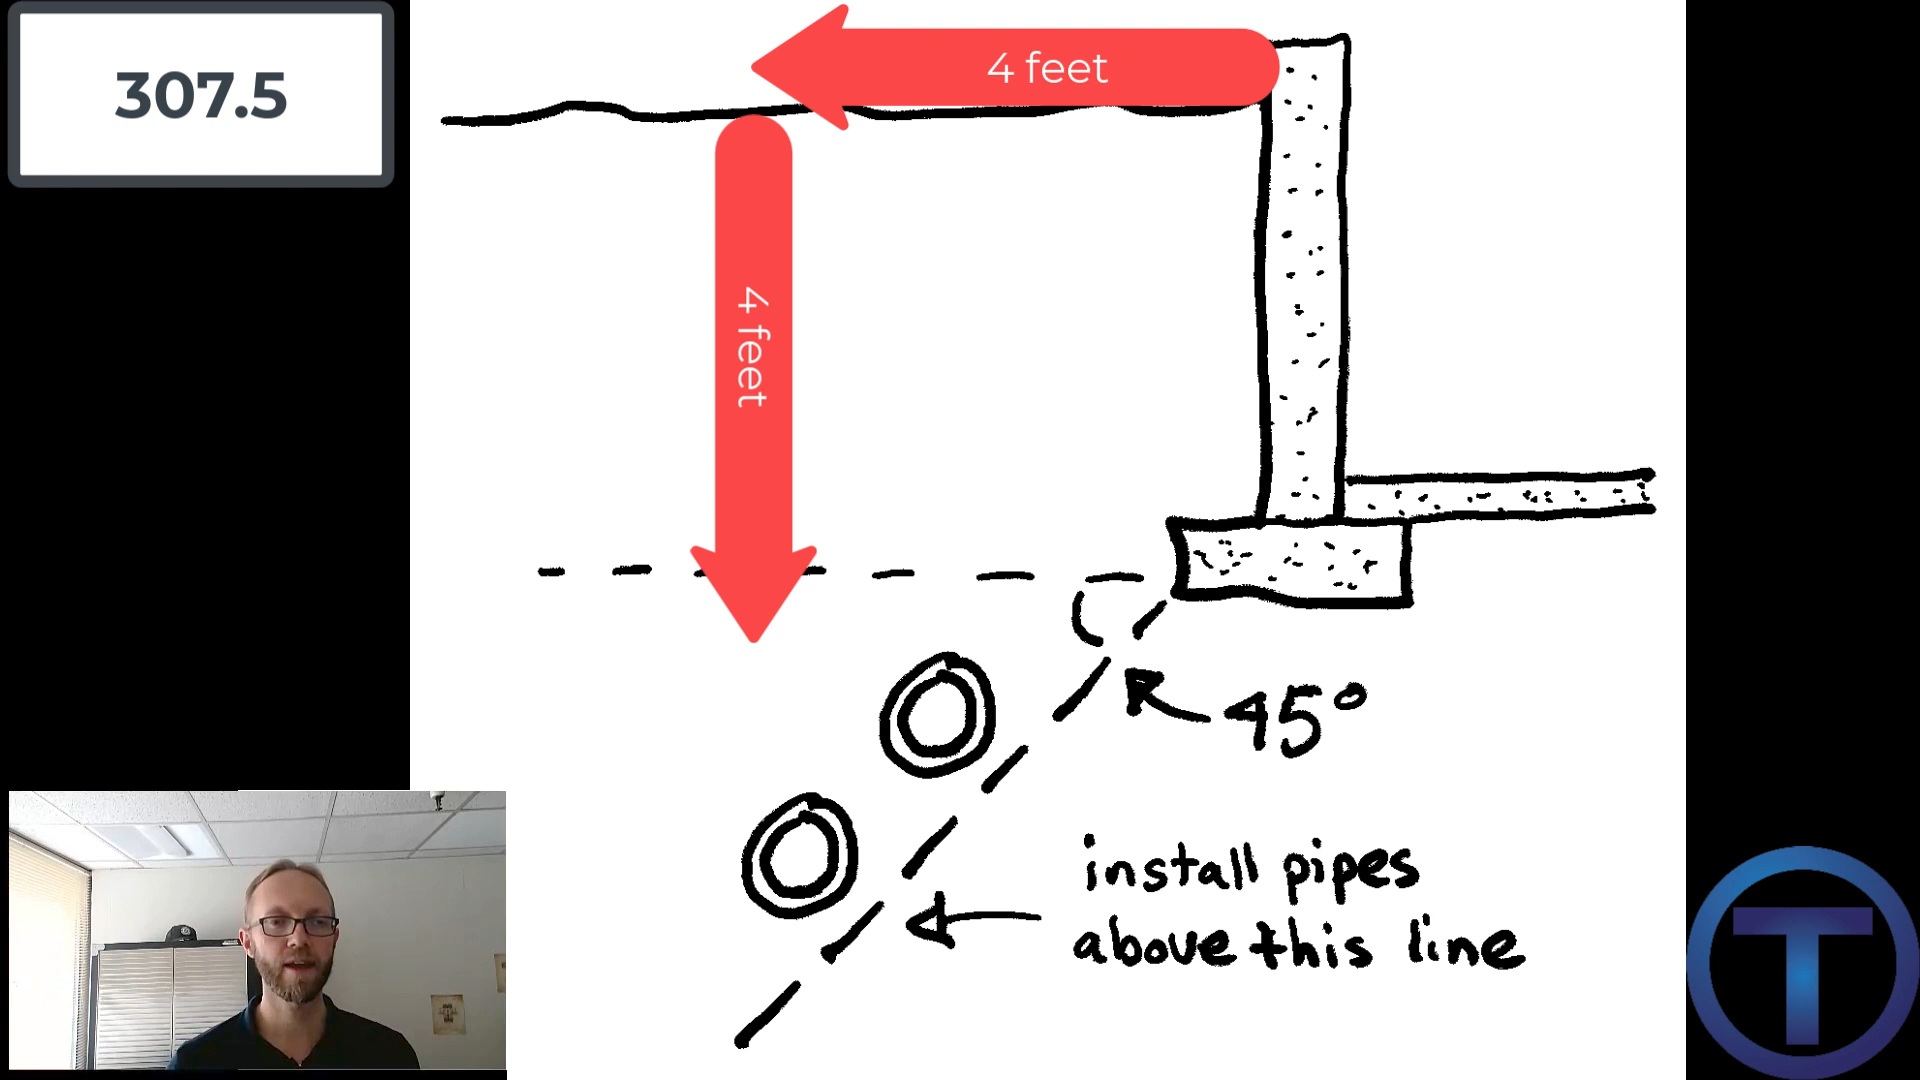 307.5
4 feet
4 feet
45°
install pipes
above this line
T